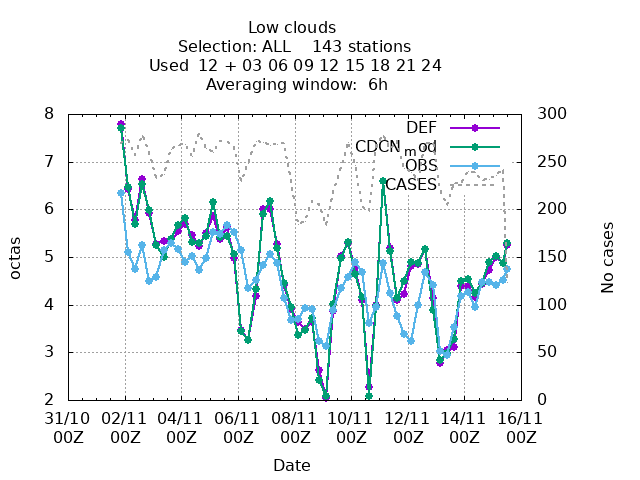 Low clouds
Selection: ALL    143 stations
Used  12 + 03 06 09 12 15 18 21 24
Averaging window:  6h
8
7
6
5
4
3
2
octas
300
250
200
150
100
50
0
No cases
DEF
CDCN_mod
OBS
CASES
31/10 02/11 04/11 06/11 08/11 10/11 12/11 14/11 16/11
00Z 00Z 00Z 00Z 00Z 00Z 00Z 00Z 00Z
Date